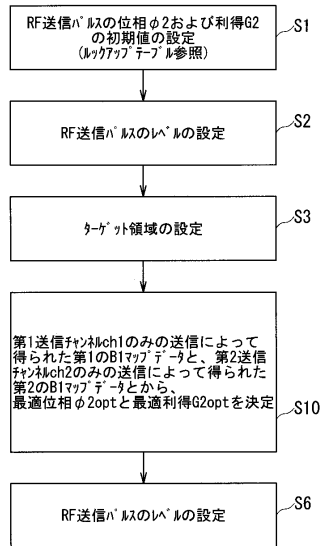 RF送信ﾊﾟﾙｽの位相φ2および利得G2
の初期値の設定
(ﾙｯｸｱｯﾌﾟﾃｰﾌﾞﾙ参照)
S1
RF送信ﾊﾟﾙｽのﾚﾍﾞﾙの設定
S2
ﾀｰｹﾞｯﾄ領域の設定
S3
第1送信ﾁｬﾝﾈﾙch1のみの送信によって
得られた第1のB1ﾏｯﾌﾟﾃﾞｰﾀと、第2送信
ﾁｬﾝﾈﾙch2のみの送信によって得られた
第2のB1ﾏｯﾌﾟﾃﾞｰﾀとから、
最適位相φ2optと最適利得G2optを決定
S10
RF送信ﾊﾟﾙｽのﾚﾍﾞﾙの設定
S6